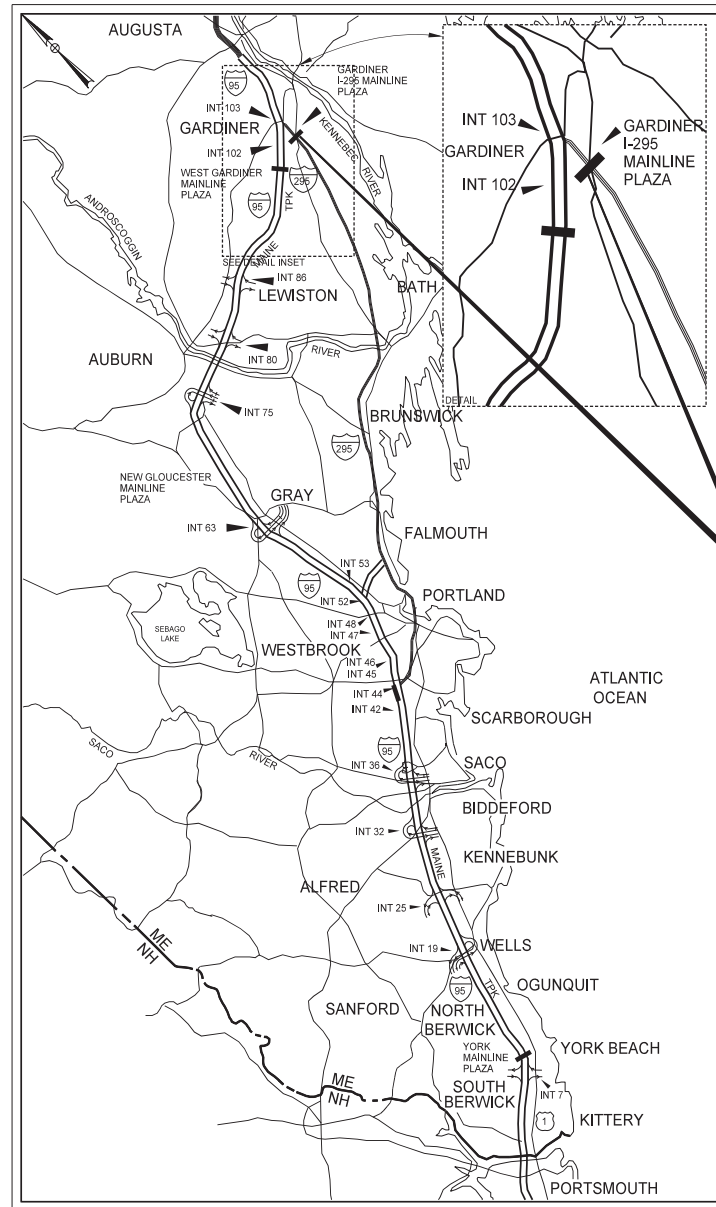 AUGUSTA
95
GARDINER
I-295 MAINLINE
PLAZA
INT 103
GARDINER
KENNEBEC
RIVER
INT 102
WEST GARDINER
MAINLINE
PLAZA
295
95
TPK
MAINE
SEE DETAIL INSET
INT 86
LEWISTON
ANDROSCOGGIN
BATH
AUBURN
INT 80
RIVER
INT 75
BRUNSWICK
295
NEW GLOUCESTER
MAINLINE
PLAZA
GRAY
INT 63
FALMOUTH
INT 53
95
INT 52
PORTLAND
INT 48
INT 47
SEBAGO
LAKE
WESTBROOK
INT 46
INT 45
INT 44
INT 42
ATLANTIC
OCEAN
SCARBOROUGH
SACO
RIVER
95
INT 36
SACO
BIDDEFORD
INT 32
MAINE
KENNEBUNK
ALFRED
INT 25
INT 19
WELLS
ME
NH
95
TPK
OGUNQUIT
SANFORD
NORTH
BERWICK
YORK
MAINLINE
PLAZA
YORK BEACH
ME
NH
SOUTH
BERWICK
INT 7
1
KITTERY
PORTSMOUTH
INT 103
GARDINER
INT 102
GARDINER
I-295
MAINLINE
PLAZA
DETAIL